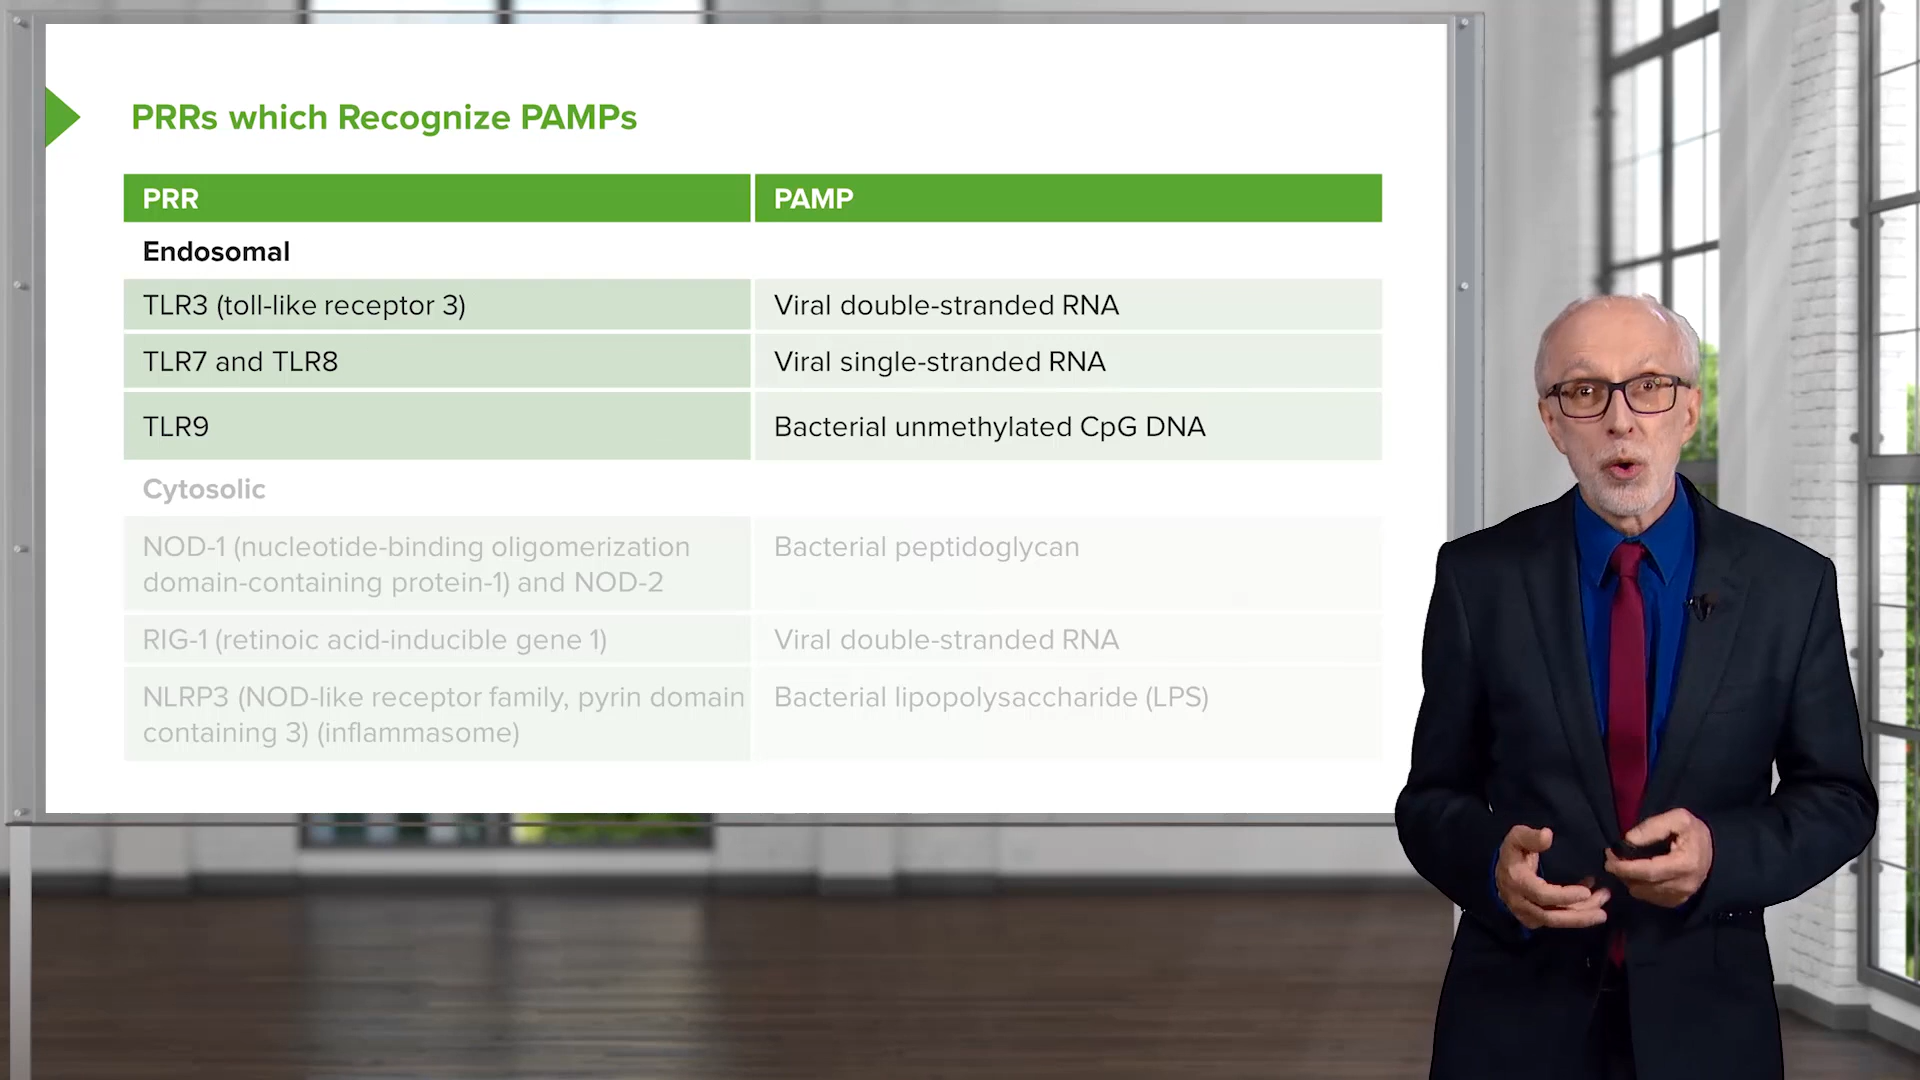 PRRs which Recognize PAMPs
PRR PAMP
Endosomal
TLR3 (toll-like receptor 3) Viral double-stranded RNA
TLR7 and TLR8 Viral single-stranded RNA
TLR9 Bacterial unmethylated CpG DNA
Cytosolic
NOD-1 (nucleotide-binding oligomerization Bacterial peptidoglycan
domain-containing protein-1) and NOD-2
RIG-1 (retinoic acid-inducible gene 1) Viral double-stranded RNA
NLRP3 (NOD-like receptor family, pyrin domain Bacterial lipopolysaccharide (LPS)
containing 3) (inflammasome)